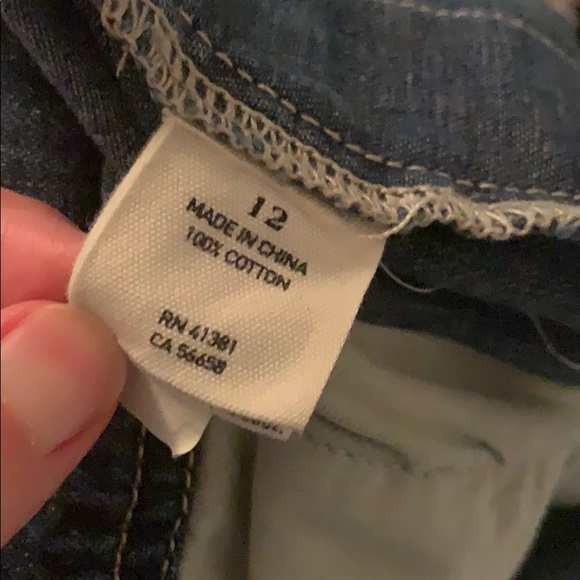 12
MADE IN CHINA
100% COTTON
RN 41381
CA 56658